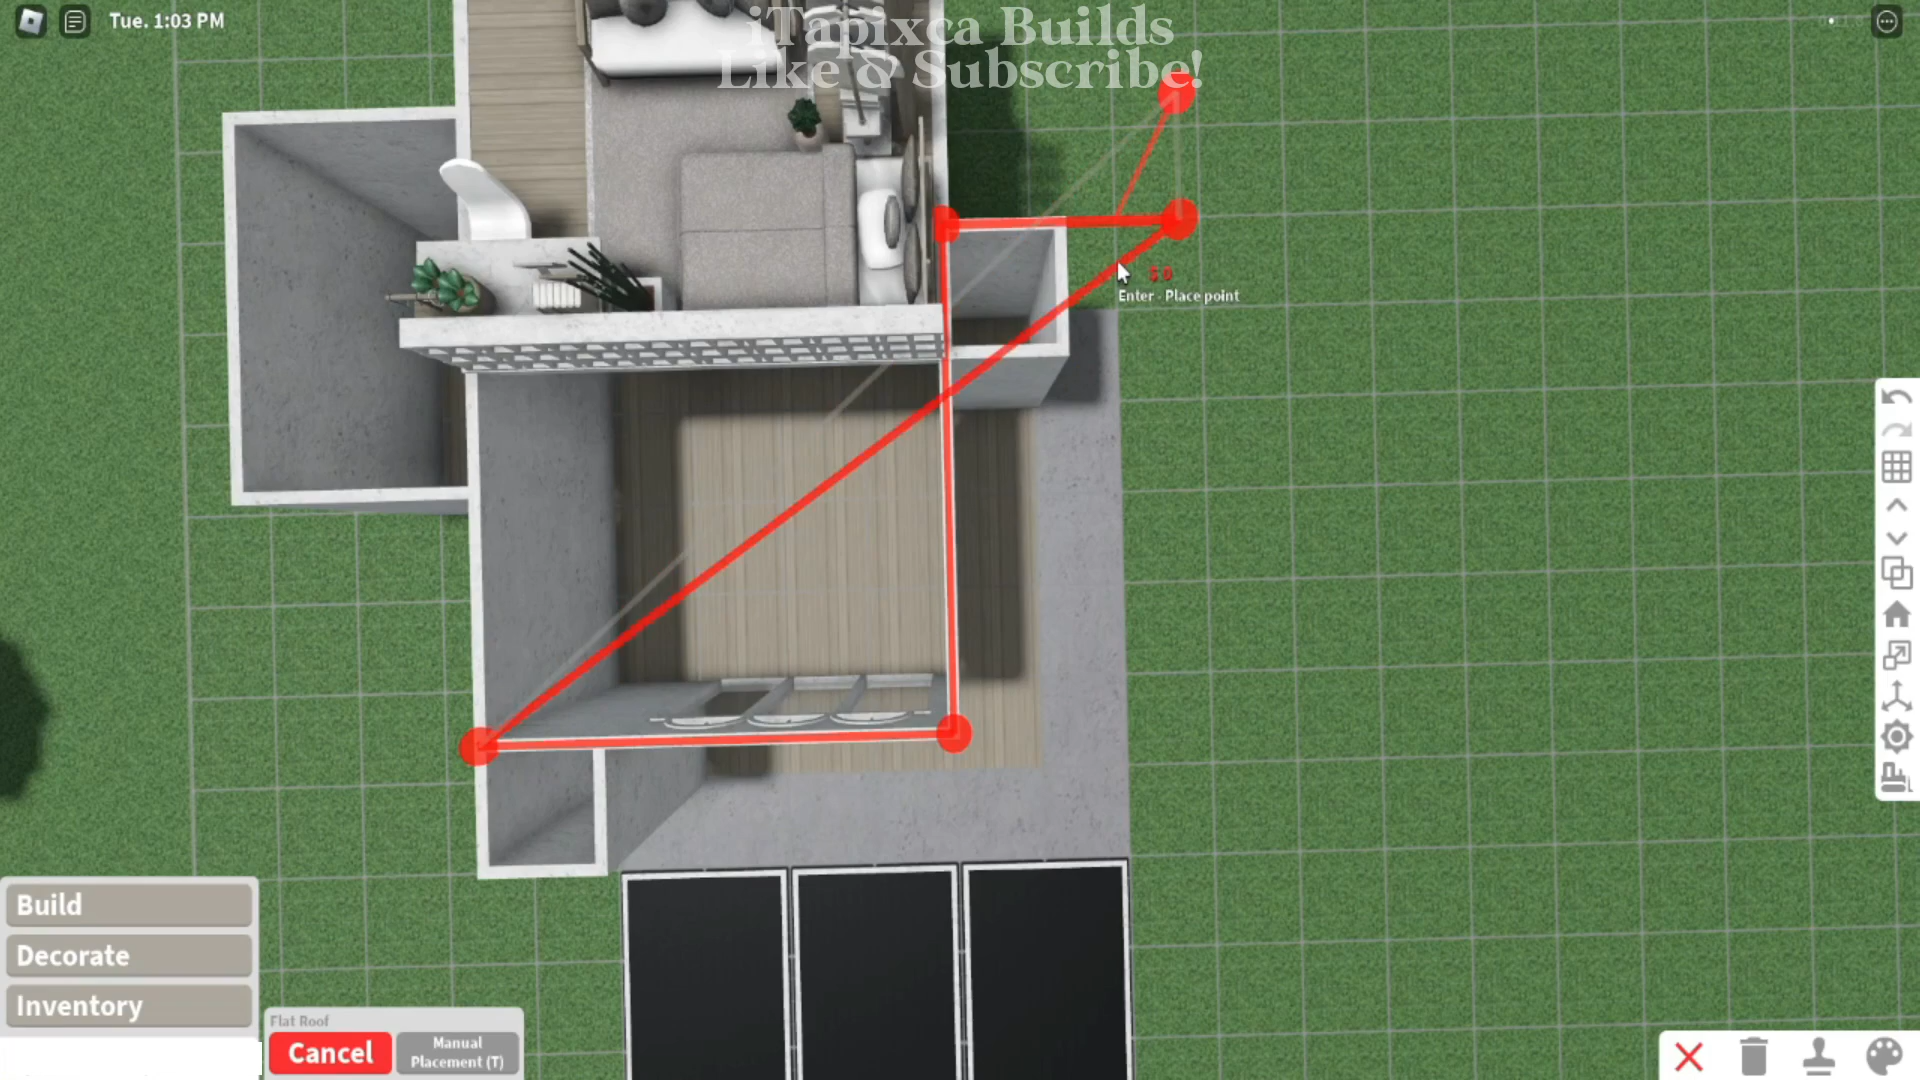 Tue. 1:03 PM
iTapixca Builds
Like & Subscribe!
$0
Enter - Place point
Build
Decorate
Inventory
Flat Roof
Cancel
Manual
Placement (T)